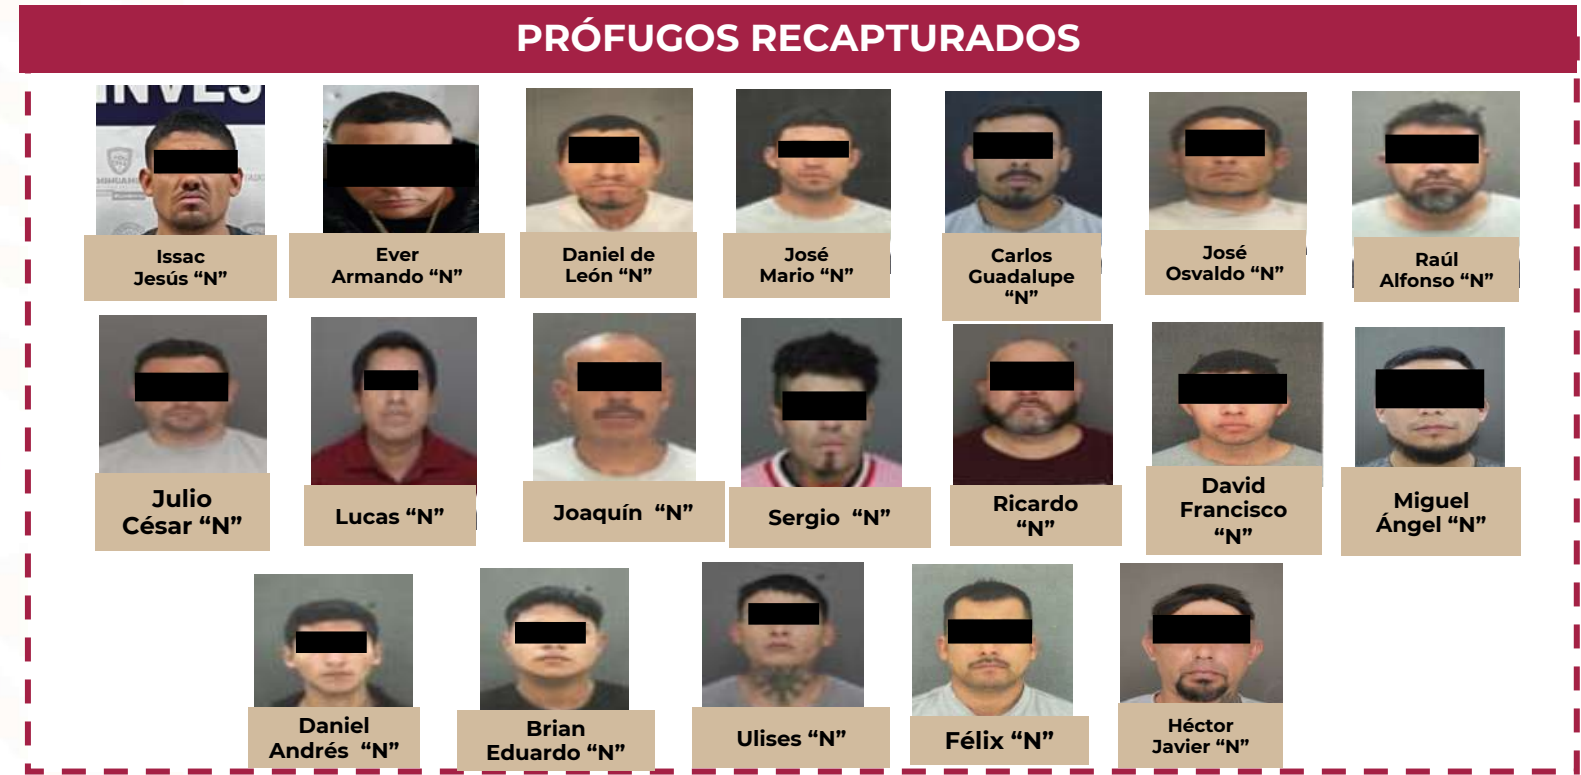 PRÓFUGOS RECAPTURADOS
INVES
Issac
Jesús “N”
Ever
Armando “N”
Daniel de
León “N”
José
Mario “N”
Carlos
Guadalupe
“N”
José
Osvaldo “N”
Raúl
Alfonso “N”
Julio
César “N”
Lucas “N”
Joaquín “N”
Sergio “N”
Ricardo
“N”
David
Francisco
“N”
Miguel
Ángel “N”
Daniel
Andrés “N”
Brian
Eduardo “N”
Ulises “N”
Félix “N”
Héctor
Javier “N”